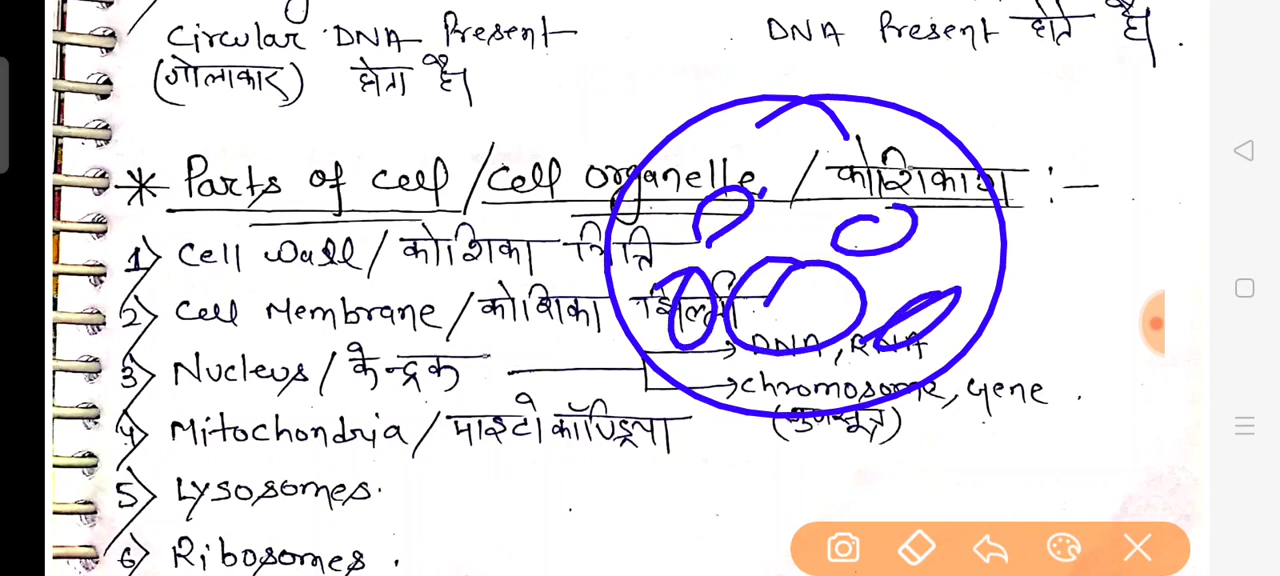 Circular DNA Present
DNA Present होते है।
(गोलाकार) होता है।
* Parts of cell/cell organelle / कोशिकांश :-
1) Cell Wall / कोशिका भित्ति
2) Cell Membrane / कोशिका झिल्ली
→ DNA, RNA
3) Nucleus / केन्द्रक
→ chromosome, gene.
(गुणसूत्र)
4) Mitochondria / माइटोकॉण्ड्रिया
5) Lysosomes.
6) Ribosomes.